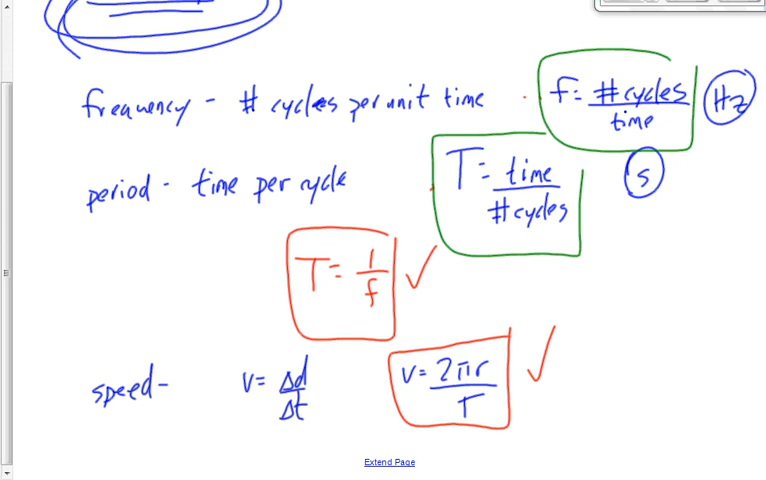 frequency - # cycles per unit time f = # cycles / time Hz
period - time per cycle T = time / # cycles s
T = 1 / f ✓
speed - v = Δd / Δt v = 2πr / T ✓
Extend Page